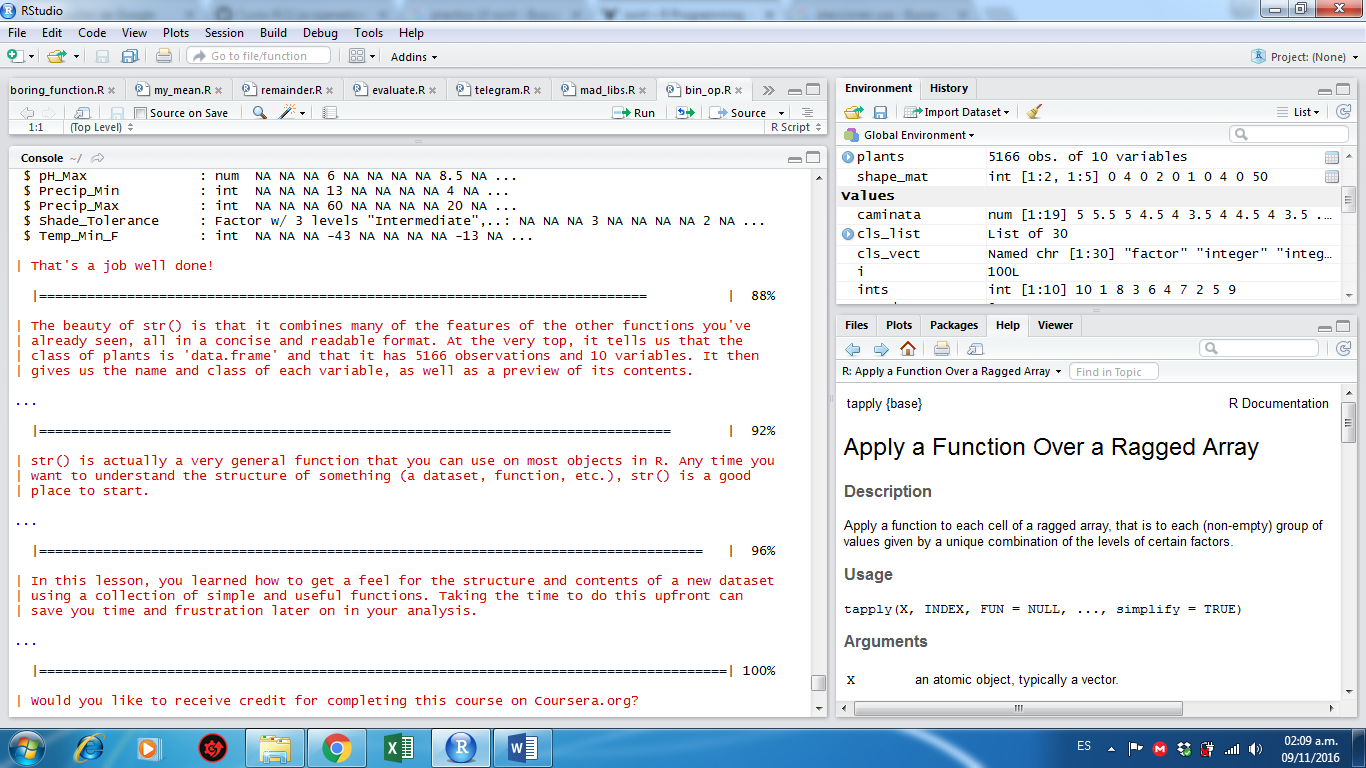 RStudio
File Edit Code View Plots Session Build Debug Tools Help
Go to file/function Addins Project: (None)
boring_function.R my_mean.R remainder.R evaluate.R telegram.R mad_libs.R bin_op.R
Source on Save Run Source
1:1 (Top Level) R Script
Console ~/
$ pH_Max : num NA NA NA 6 NA NA NA NA 8.5 NA ...
$ Precip_Min : int NA NA NA 13 NA NA NA NA 4 NA ...
$ Precip_Max : int NA NA NA 60 NA NA NA NA 20 NA ...
$ Shade_Tolerance : Factor w/ 3 levels "Intermediate",..: NA NA NA 3 NA NA NA NA 2 NA ...
$ Temp_Min_F : int NA NA NA -43 NA NA NA NA -13 NA ...
| That's a job well done!
|============================================================================ | 88%
| The beauty of str() is that it combines many of the features of the other functions you've
| already seen, all in a concise and readable format. At the very top, it tells us that the
| class of plants is 'data.frame' and that it has 5166 observations and 10 variables. It then
| gives us the name and class of each variable, as well as a preview of its contents.
...
|=============================================================================== | 92%
| str() is actually a very general function that you can use on most objects in R. Any time you
| want to understand the structure of something (a dataset, function, etc.), str() is a good
| place to start.
...
|=================================================================================== | 96%
| In this lesson, you learned how to get a feel for the structure and contents of a new dataset
| using a collection of simple and useful functions. Taking the time to do this upfront can
| save you time and frustration later on in your analysis.
...
|======================================================================================| 100%
| Would you like to receive credit for completing this course on Coursera.org?
Environment History
Import Dataset List
Global Environment
plants 5166 obs. of 10 variables
shape_mat int [1:2, 1:5] 0 4 0 2 0 1 0 4 0 50
Values
caminata num [1:19] 5 5.5 5 4.5 4 3.5 4 4.5 4 3.5 ...
cls_list List of 30
cls_vect Named chr [1:30] "factor" "integer" "integ...
i 100L
ints int [1:10] 10 1 8 3 6 4 7 2 5 9
Files Plots Packages Help Viewer
R: Apply a Function Over a Ragged Array Find in Topic
tapply {base} R Documentation
Apply a Function Over a Ragged Array
Description
Apply a function to each cell of a ragged array, that is to each (non-empty) group of
values given by a unique combination of the levels of certain factors.
Usage
tapply(X, INDEX, FUN = NULL, ..., simplify = TRUE)
Arguments
X an atomic object, typically a vector.
ES
02:09 a.m.
09/11/2016